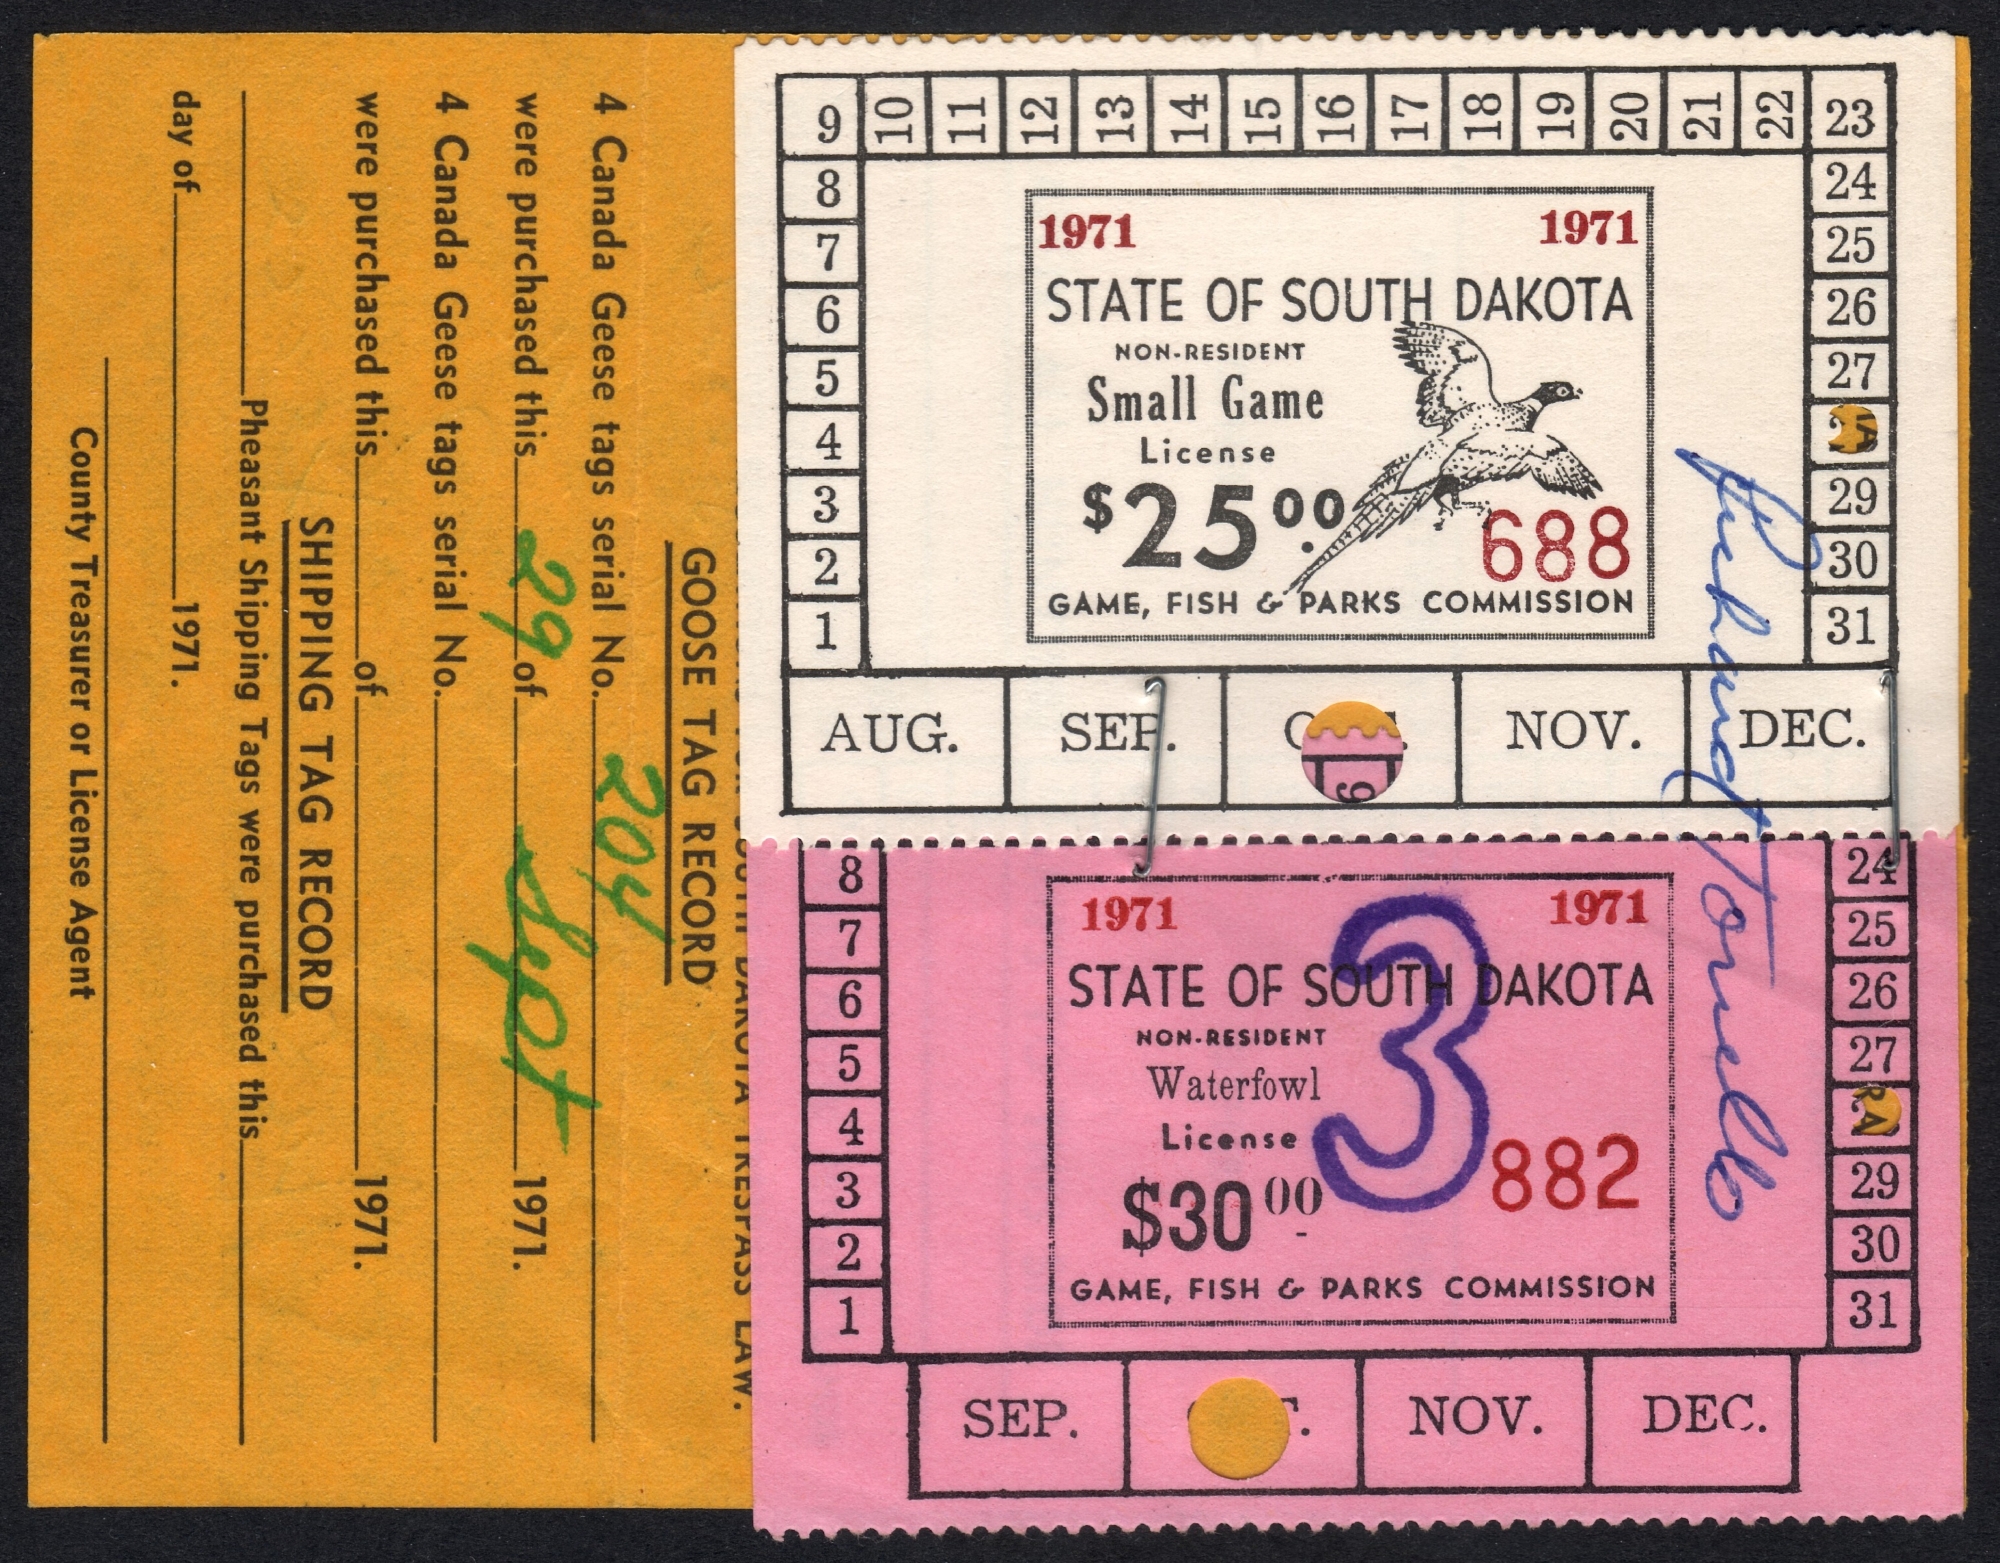 9 10 11 12 13 14 15 16 17 18 19 20 21 22 23
8 24
7 25
6 26
5 27
4
3 29
2 30
1 31
1971 1971
STATE OF SOUTH DAKOTA
NON-RESIDENT
Small Game
License
$25.00
688
GAME, FISH & PARKS COMMISSION
AUG. SEP. NOV. DEC.
Richard Torello
8 24
7 25
6 26
5 27
4
3 29
2 30
1 31
1971 1971
STATE OF SOUTH DAKOTA
3
NON-RESIDENT
Waterfowl
License
$30.00
882
GAME, FISH & PARKS COMMISSION
SEP. NOV. DEC.
SOUTH DAKOTA TRESPASS LAW.
GOOSE TAG RECORD
4 Canada Geese tags serial No. 204
were purchased this 29 of Sept 1971.
4 Canada Geese tags serial No.
were purchased this of 1971.
SHIPPING TAG RECORD
Pheasant Shipping Tags were purchased this
day of 1971.
County Treasurer or License Agent